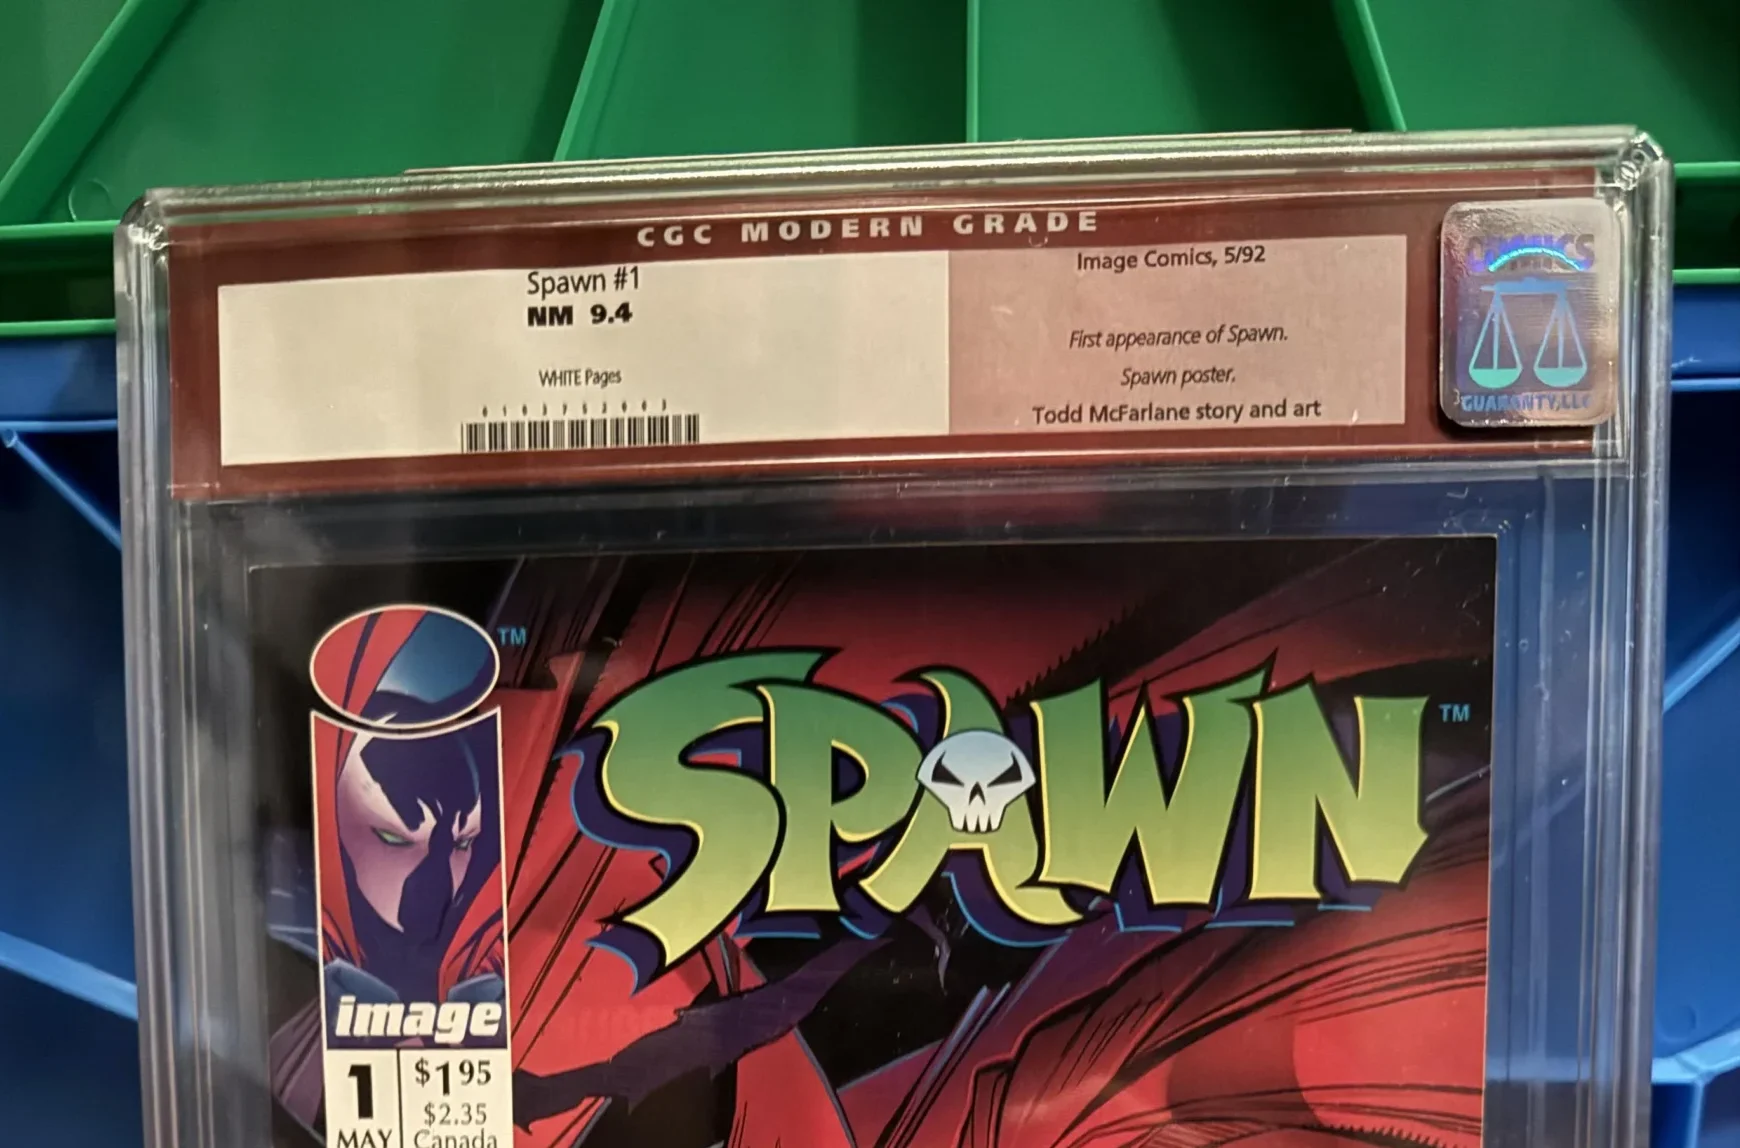 CGC MODERN GRADE
Spawn #1
NM 9.4
WHITE Pages
Image Comics, 5/92
First appearance of Spawn.
Spawn poster.
Todd McFarlane story and art
GUARANTY, LLC
TM
SPAWN
TM
image
1
$1.95
$2.35
MAY
Canada